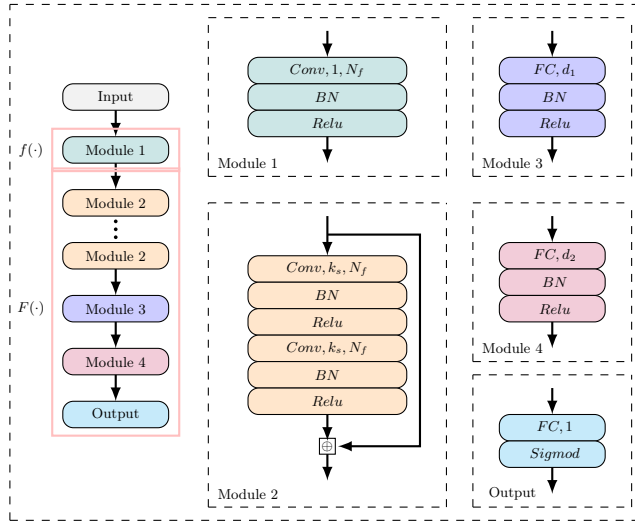 Input
f(·)
Module 1
Module 2
Module 2
F(·)
Module 3
Module 4
Output
Conv, 1, N_f
BN
Relu
Module 1
Conv, k_s, N_f
BN
Relu
Conv, k_s, N_f
BN
Relu
⊕
Module 2
FC, d_1
BN
Relu
Module 3
FC, d_2
BN
Relu
Module 4
FC, 1
Sigmod
Output